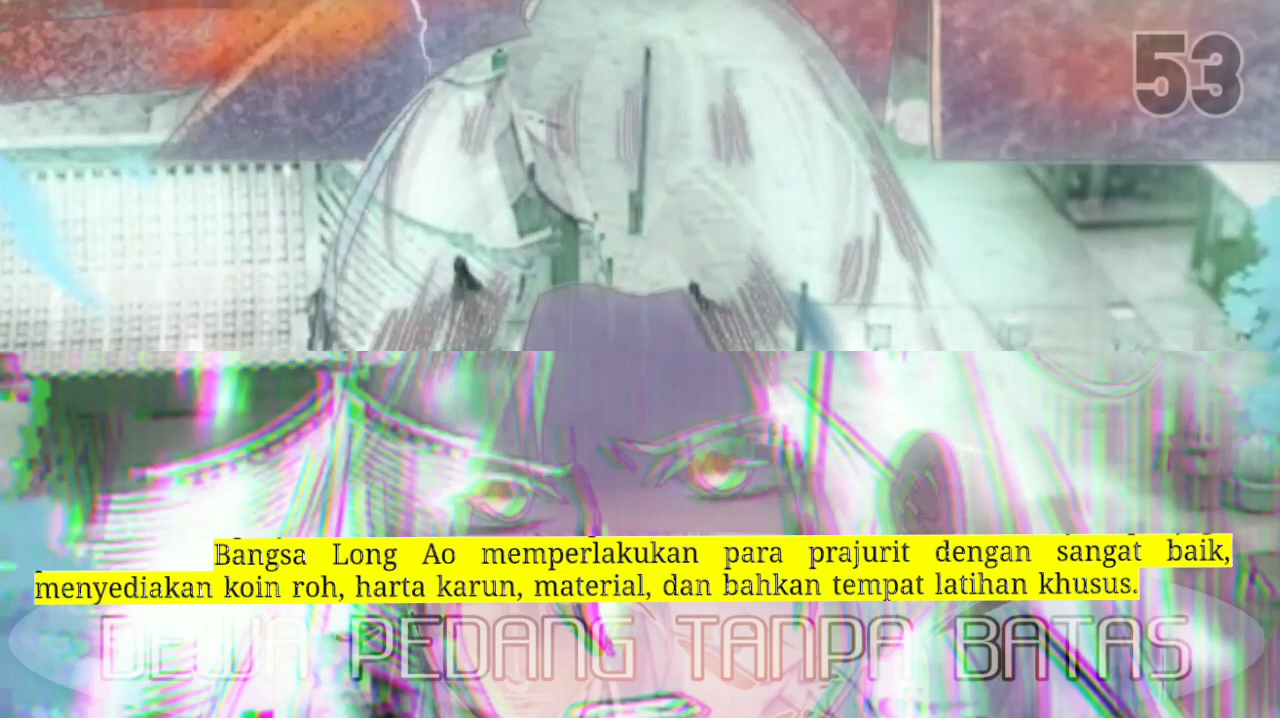 53
Bangsa Long Ao memperlakukan para prajurit dengan sangat baik,
menyediakan koin roh, harta karun, material, dan bahkan tempat latihan khusus.
DEWA PEDANG TANPA BATAS